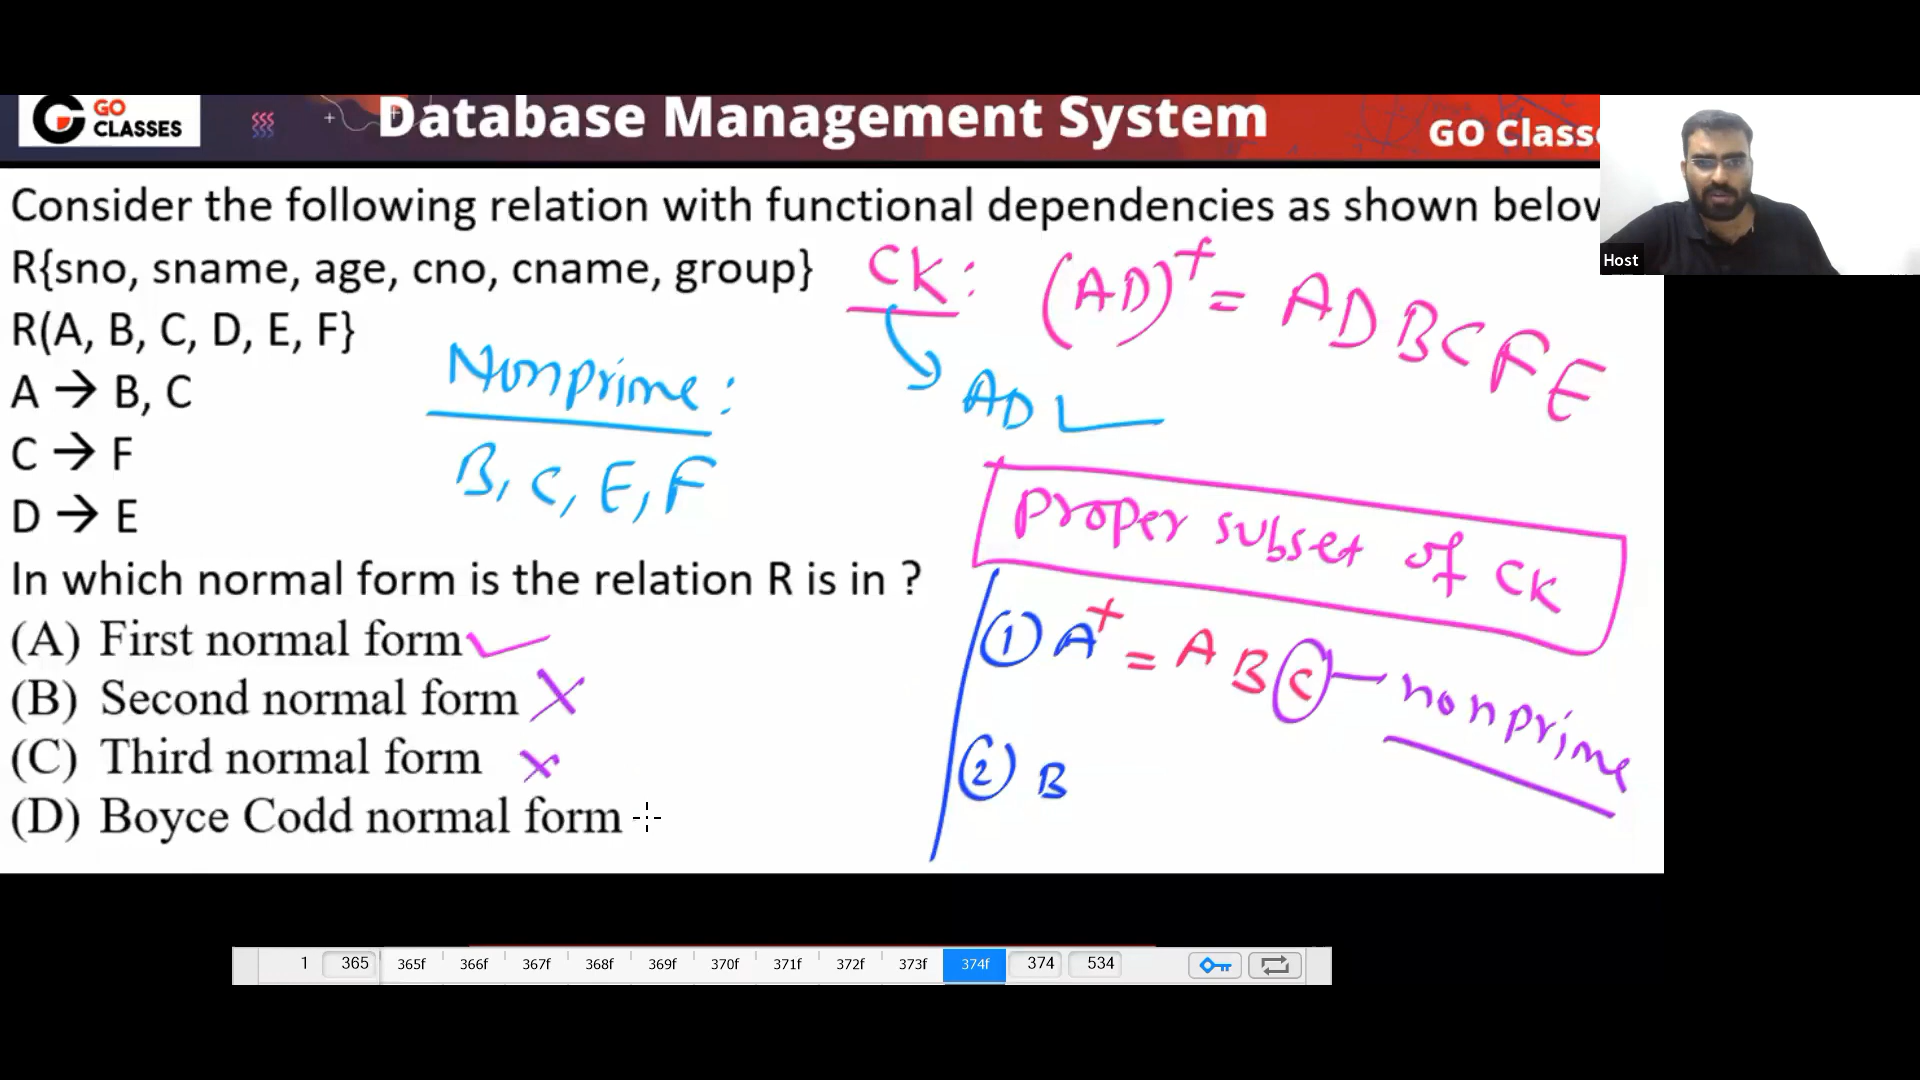 GO CLASSES
Database Management System
GO Classe
Host
Consider the following relation with functional dependencies as shown below
R{sno, sname, age, cno, cname, group}
R(A, B, C, D, E, F}
A → B, C
C → F
D → E
In which normal form is the relation R is in ?
(A) First normal form ✓
(B) Second normal form ✗
(C) Third normal form ✗
(D) Boyce Codd normal form
CK: (AD)⁺ = ADBCFE
AD
Nonprime:
B, C, E, F
Proper subset of CK
① A⁺ = ABC — nonprime
② B
1 365 365f 366f 367f 368f 369f 370f 371f 372f 373f 374f 374 534